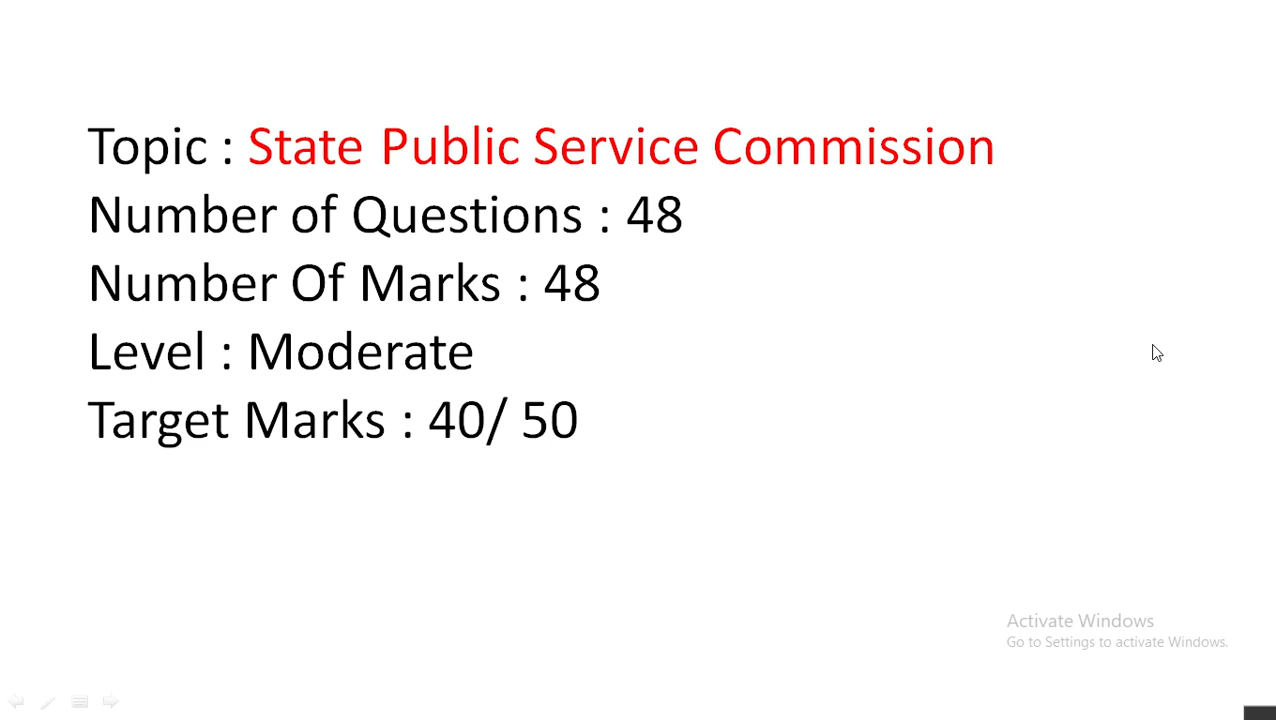 Topic : State Public Service Commission
Number of Questions : 48
Number Of Marks : 48
Level : Moderate
Target Marks : 40/ 50
Activate Windows
Go to Settings to activate Windows.